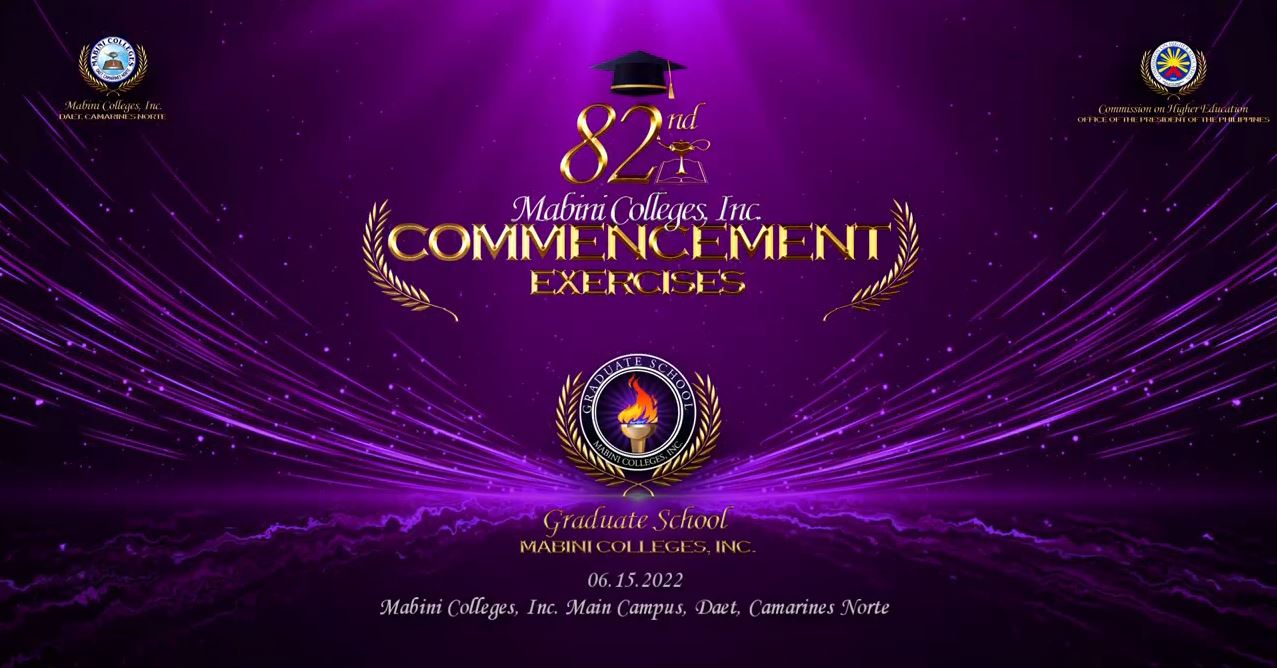 MABINI COLLEGES
Mabini Colleges, Inc.
DAET, CAMARINES NORTE
Commission on Higher Education
OFFICE OF THE PRESIDENT OF THE PHILIPPINES
82nd
Mabini Colleges, Inc.
COMMENCEMENT
EXERCISES
GRADUATE SCHOOL
MABINI COLLEGES, INC.
Graduate School
MABINI COLLEGES, INC.
06.15.2022
Mabini Colleges, Inc. Main Campus, Daet, Camarines Norte